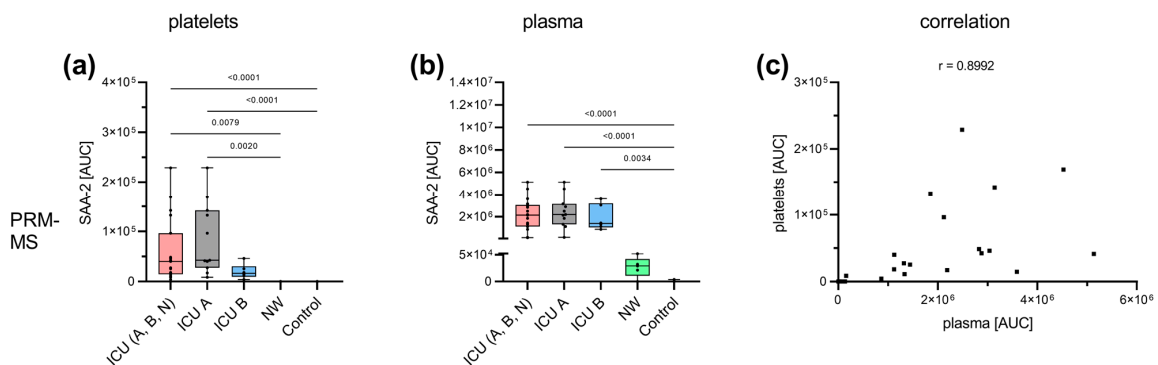 platelets
plasma
correlation
(a)
(b)
(c)
PRM-
MS
SAA-2 [AUC]
4×10⁵
3×10⁵
2×10⁵
1×10⁵
0
<0.0001
<0.0001
0.0079
0.0020
ICU (A, B, N)
ICU A
ICU B
NW
Control
SAA-2 [AUC]
1.4×10⁷
1.2×10⁷
1×10⁷
8×10⁶
6×10⁶
4×10⁶
2×10⁶
5×10⁴
0
<0.0001
<0.0001
0.0034
ICU (A, B, N)
ICU A
ICU B
NW
Control
r = 0.8992
platelets [AUC]
3×10⁵
2×10⁵
1×10⁵
0
0
2×10⁶
4×10⁶
6×10⁶
plasma [AUC]